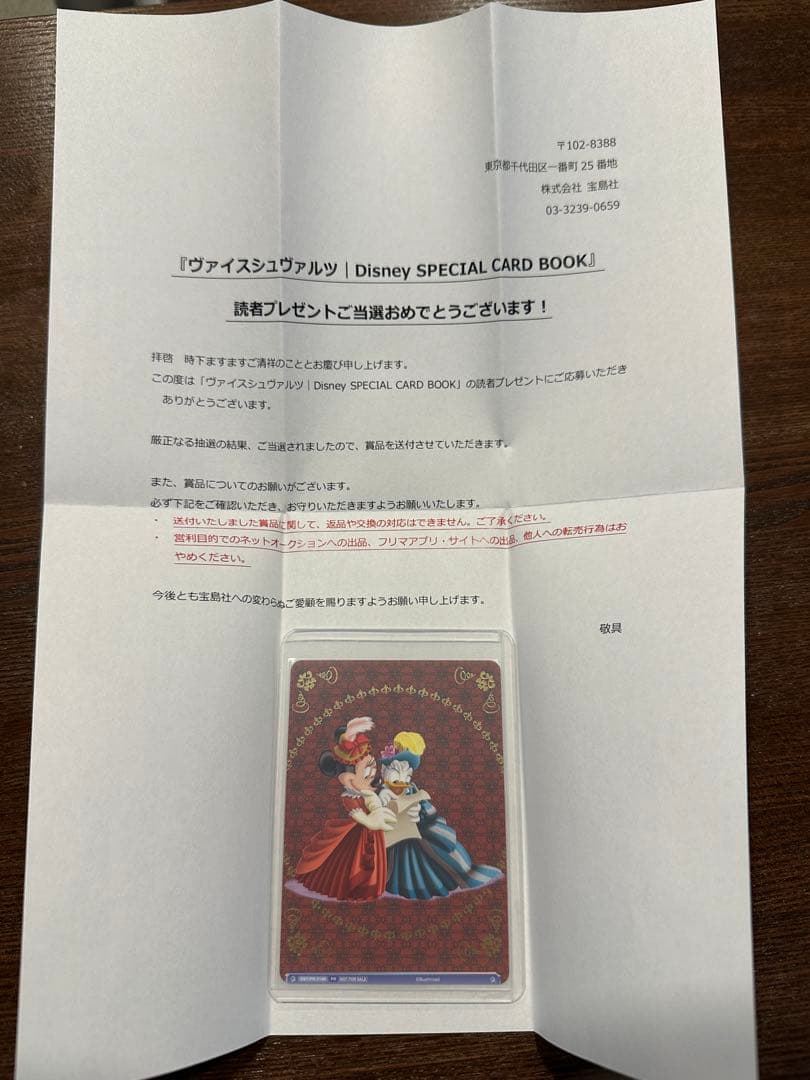 〒102-8388
東京都千代田区一番町 25 番地
株式会社 宝島社
03-3239-0659
『ヴァイスシュヴァルツ｜Disney SPECIAL CARD BOOK』
読者プレゼントご当選おめでとうございます！
拝啓　時下ますますご清祥のこととお慶び申し上げます。
この度は「ヴァイスシュヴァルツ｜Disney SPECIAL CARD BOOK」の読者プレゼントにご応募いただき
ありがとうございます。
厳正なる抽選の結果、ご当選されましたので、賞品を送付させていただきます。
また、賞品についてのお願いがございます。
必ず下記をご確認いただき、お守りいただきますようお願いいたします。
・ 送付いたしました賞品に関して、返品や交換の対応はできません。ご了承ください。
・ 営利目的でのネットオークションへの出品、フリマアプリ・サイトへの出品、他人への転売行為はお
やめください。
今後とも宝島社への変わらぬご愛顧を賜りますようお願い申し上げます。
敬具
PR NOT FOR SALE ©Bushiroad